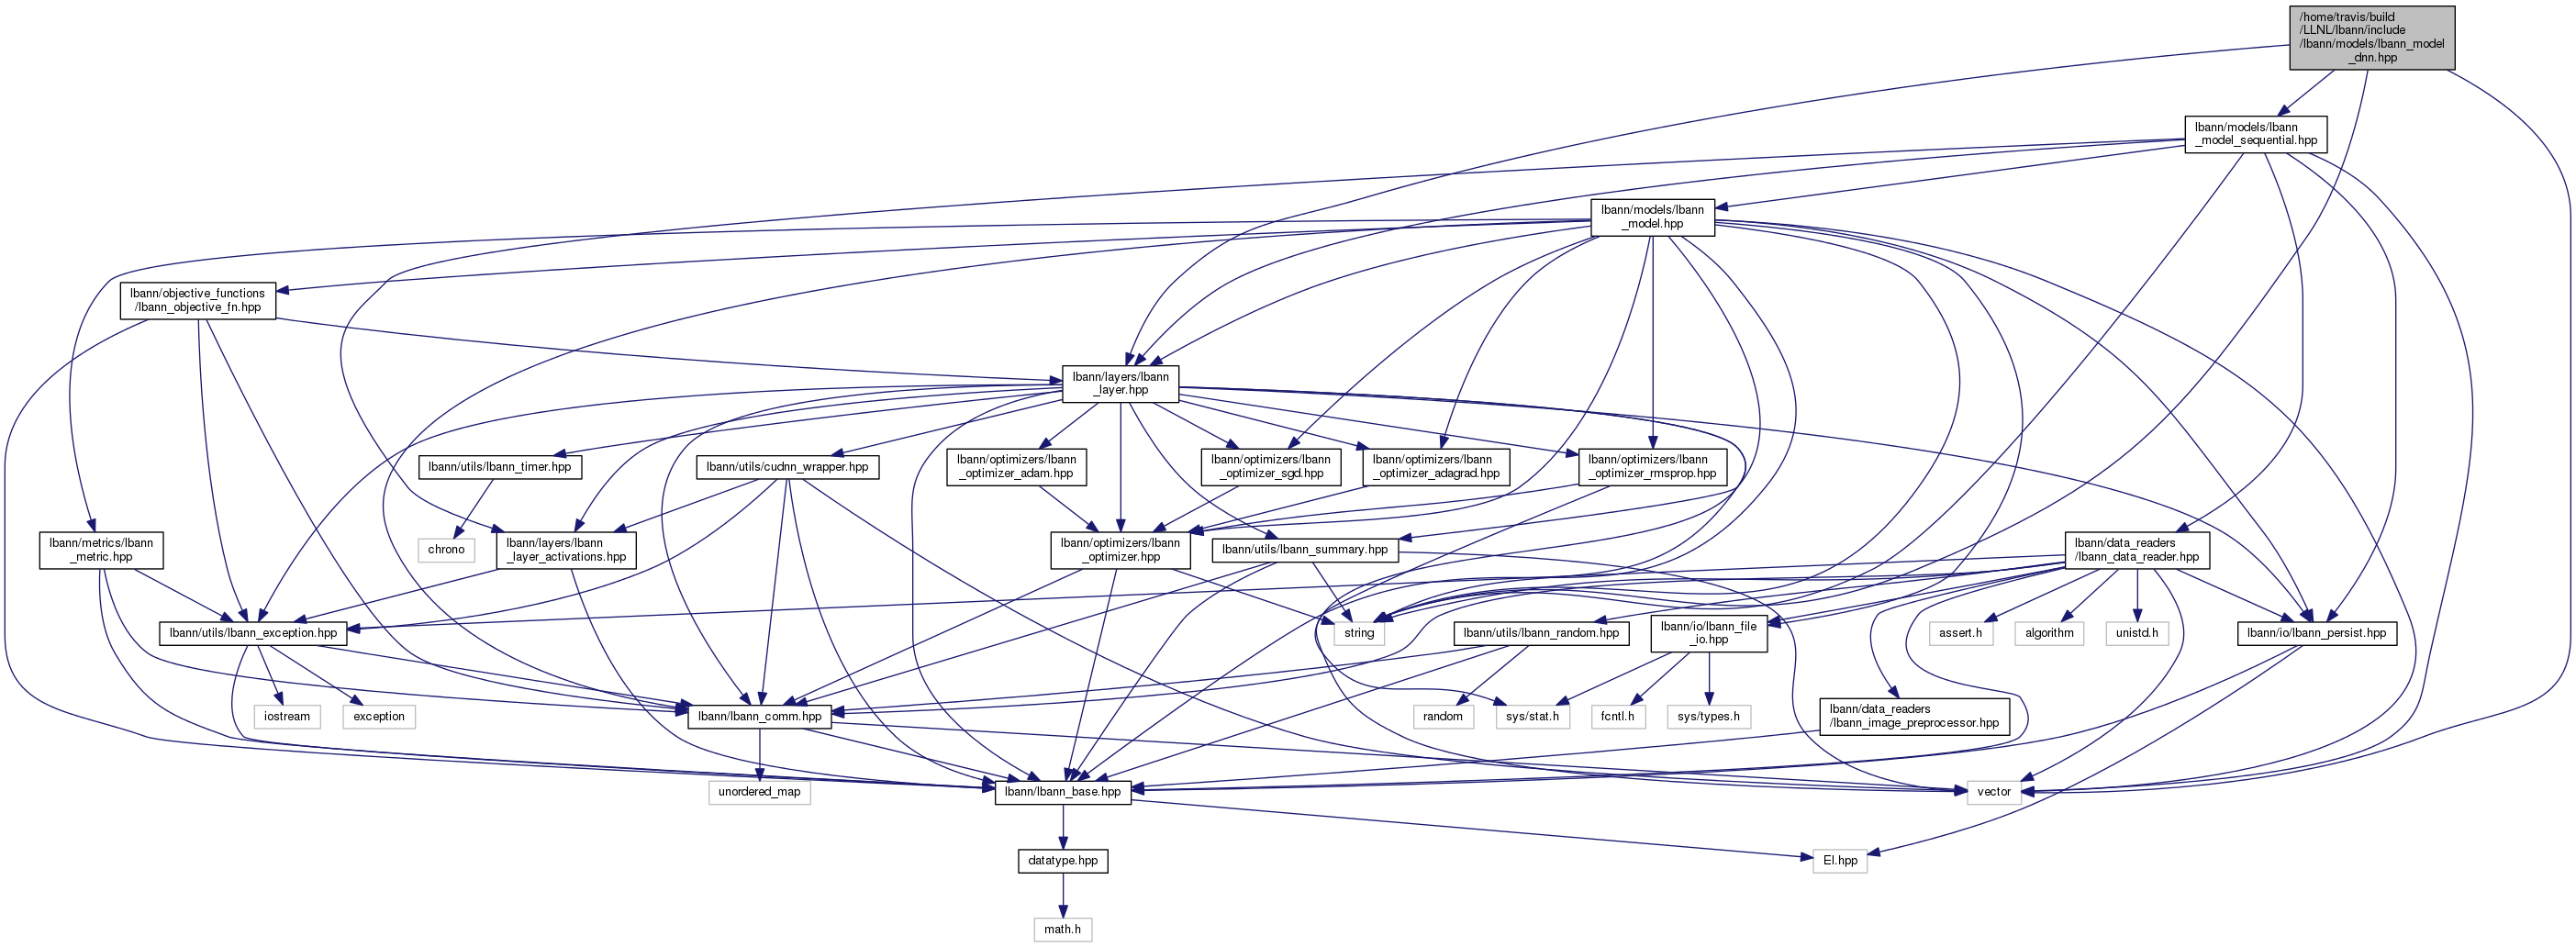 /home/travis/build
/LLNL/lbann/include
/lbann/models/lbann_model
_dnn.hpp
lbann/models/lbann
_model_sequential.hpp
lbann/models/lbann
_model.hpp
lbann/objective_functions
/lbann_objective_fn.hpp
lbann/layers/lbann
_layer.hpp
lbann/utils/lbann_timer.hpp
lbann/utils/cudnn_wrapper.hpp
lbann/optimizers/lbann
_optimizer_adam.hpp
lbann/optimizers/lbann
_optimizer_sgd.hpp
lbann/optimizers/lbann
_optimizer_adagrad.hpp
lbann/optimizers/lbann
_optimizer_rmsprop.hpp
lbann/metrics/lbann
_metric.hpp
chrono
lbann/layers/lbann
_layer_activations.hpp
lbann/optimizers/lbann
_optimizer.hpp
lbann/utils/lbann_summary.hpp
lbann/data_readers
/lbann_data_reader.hpp
lbann/utils/lbann_exception.hpp
string
lbann/utils/lbann_random.hpp
lbann/io/lbann_file
_io.hpp
assert.h
algorithm
unistd.h
lbann/io/lbann_persist.hpp
iostream
exception
lbann/lbann_comm.hpp
random
sys/stat.h
fcntl.h
sys/types.h
lbann/data_readers
/lbann_image_preprocessor.hpp
unordered_map
lbann/lbann_base.hpp
vector
datatype.hpp
El.hpp
math.h